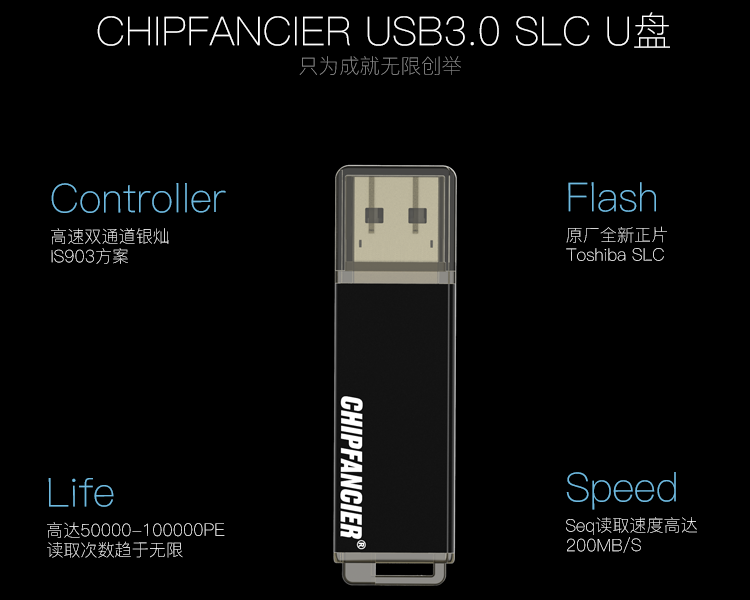 CHIPFANCIER USB3.0 SLC U盘
只为成就无限创举
Controller
高速双通道银灿
IS903方案
Flash
原厂全新正片
Toshiba SLC
CHIPFANCIER®
Life
高达50000-100000PE
读取次数趋于无限
Speed
Seq读取速度高达
200MB/S